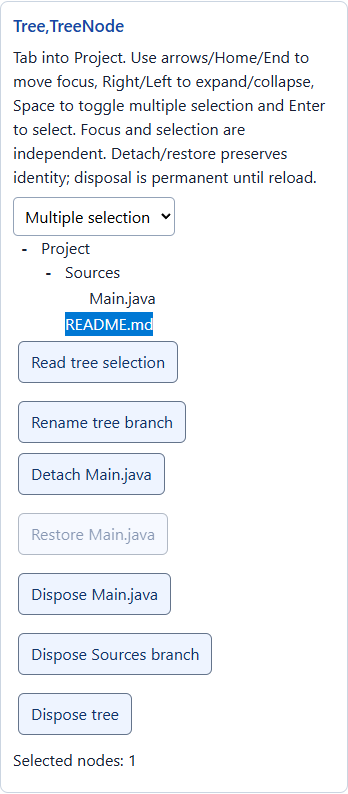 Tree,TreeNode
Tab into Project. Use arrows/Home/End to
move focus, Right/Left to expand/collapse,
Space to toggle multiple selection and Enter
to select. Focus and selection are
independent. Detach/restore preserves
identity; disposal is permanent until reload.
Multiple selection
- Project
- Sources
Main.java
README.md
Read tree selection
Rename tree branch
Detach Main.java
Restore Main.java
Dispose Main.java
Dispose Sources branch
Dispose tree
Selected nodes: 1